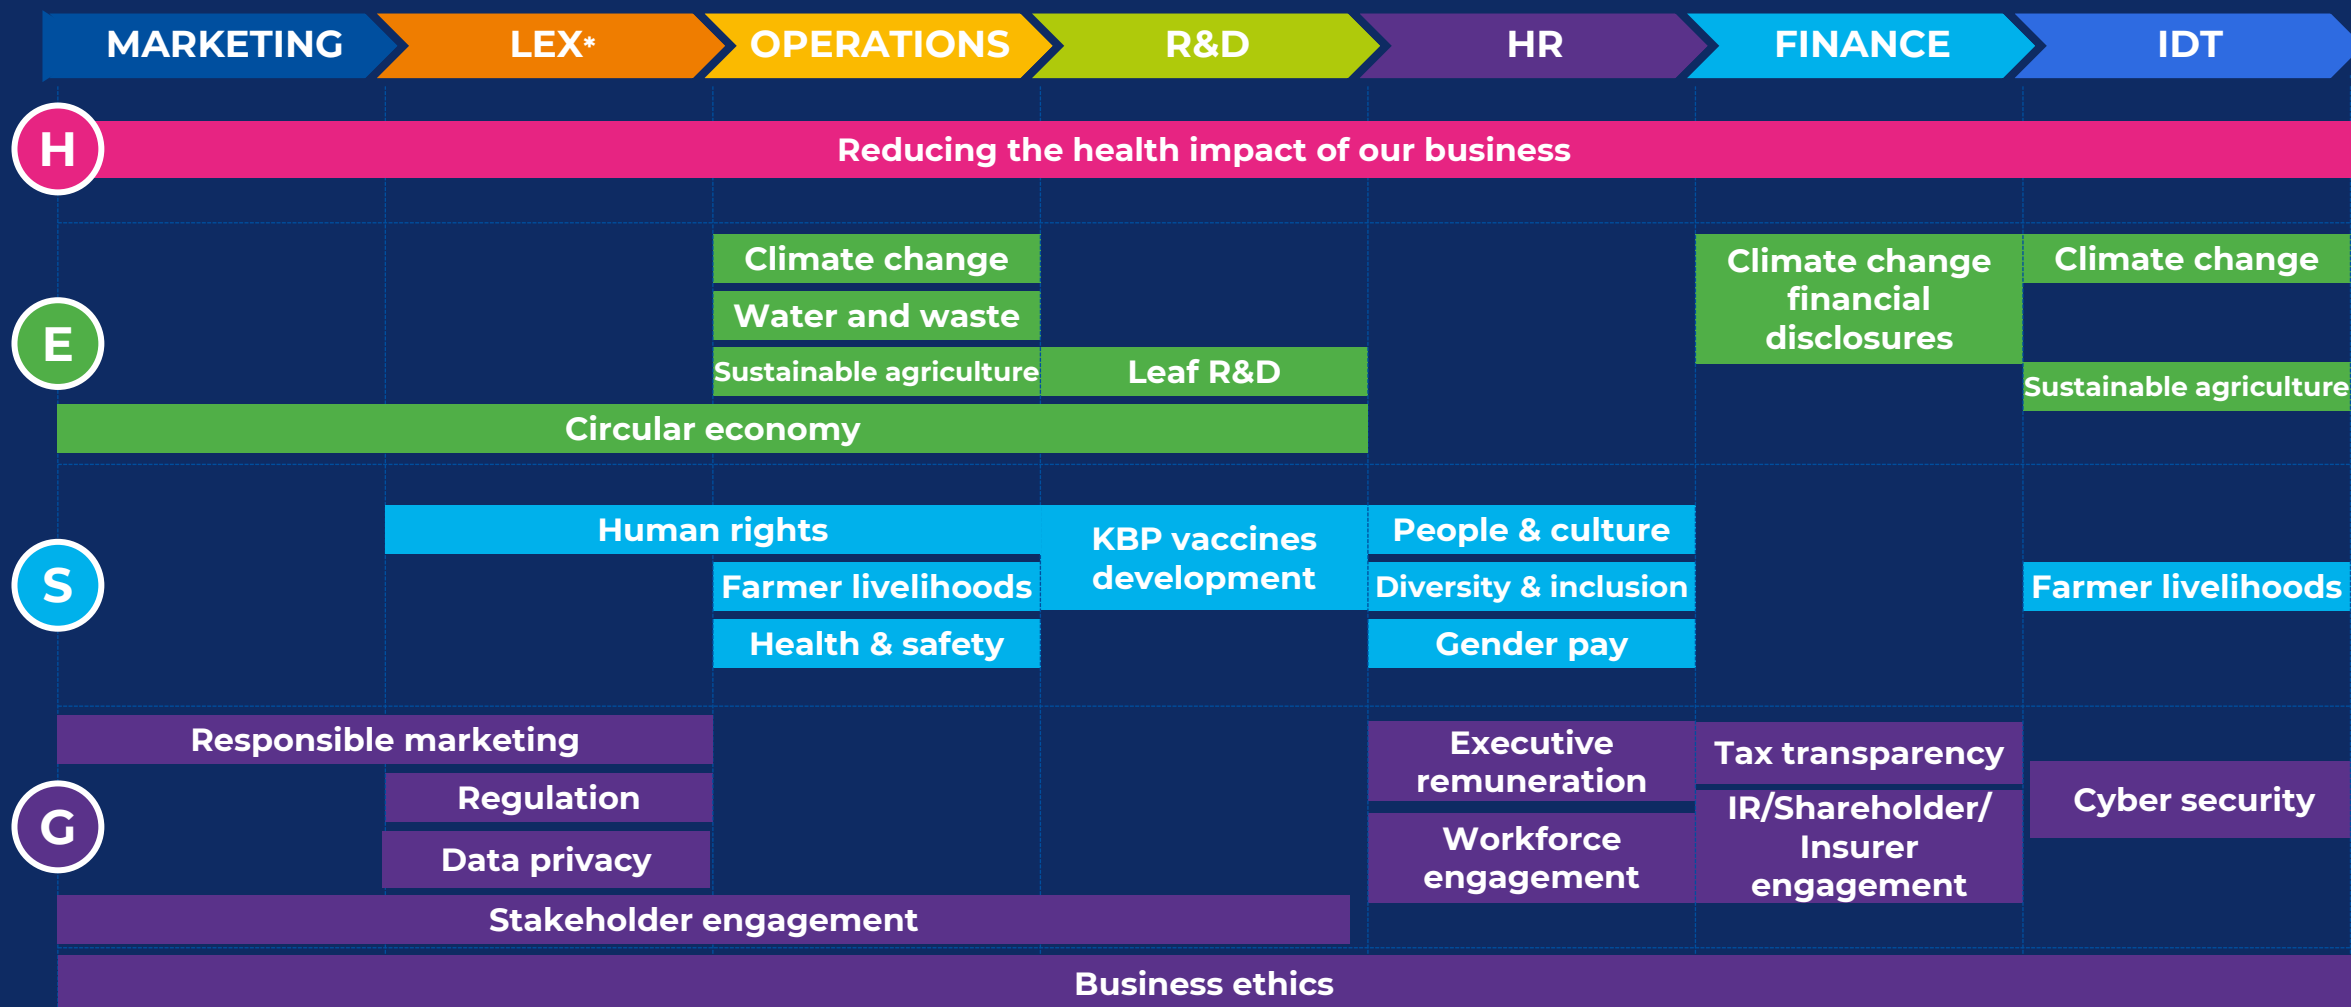 MARKETING
LEX*
OPERATIONS
R&D
HR
FINANCE
IDT
H
Reducing the health impact of our business
E
Climate change
Water and waste
Sustainable agriculture
Leaf R&D
Circular economy
Climate change
financial
disclosures
Climate change
Sustainable agriculture
S
Human rights
Farmer livelihoods
Health & safety
KBP vaccines
development
People & culture
Diversity & inclusion
Gender pay
Farmer livelihoods
G
Responsible marketing
Regulation
Data privacy
Stakeholder engagement
Executive
remuneration
Workforce
engagement
Tax transparency
IR/Shareholder/
Insurer
engagement
Cyber security
Business ethics